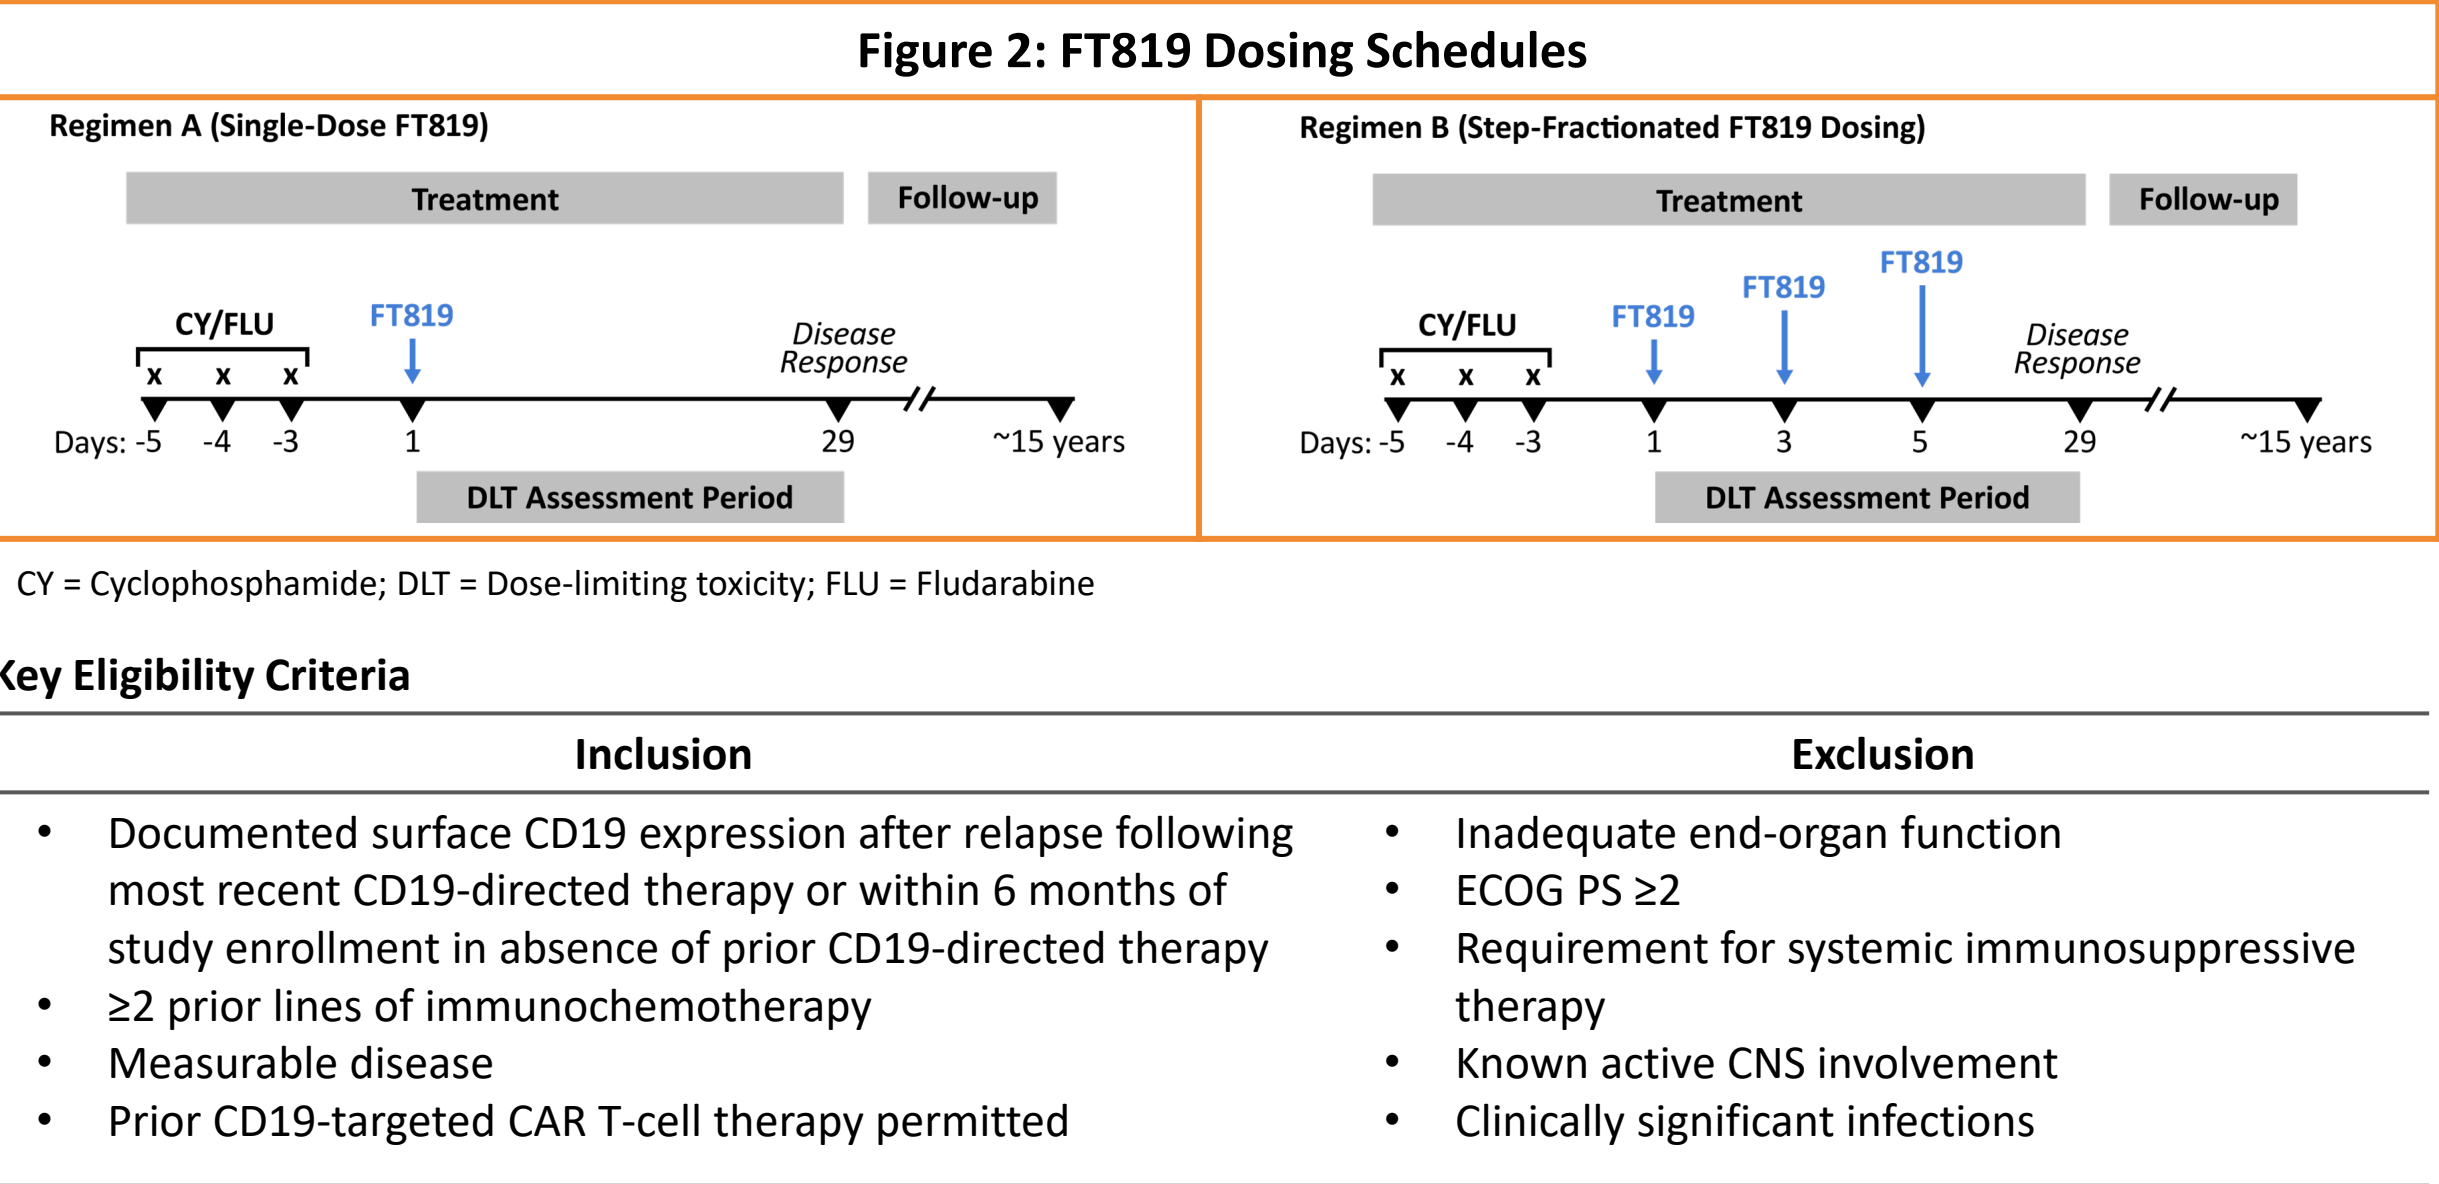 Figure 2: FT819 Dosing Schedules
Regimen A (Single-Dose FT819)
Treatment
Follow-up
CY/FLU
FT819
Disease
Response
x x x
Days: -5 -4 -3 1 29 ~15 years
DLT Assessment Period
Regimen B (Step-Fractionated FT819 Dosing)
Treatment
Follow-up
CY/FLU
FT819
FT819
FT819
Disease
Response
x x x
Days: -5 -4 -3 1 3 5 29 ~15 years
DLT Assessment Period
CY = Cyclophosphamide; DLT = Dose-limiting toxicity; FLU = Fludarabine
Key Eligibility Criteria
Inclusion
• Documented surface CD19 expression after relapse following
most recent CD19-directed therapy or within 6 months of
study enrollment in absence of prior CD19-directed therapy
• ≥2 prior lines of immunochemotherapy
• Measurable disease
• Prior CD19-targeted CAR T-cell therapy permitted
Exclusion
• Inadequate end-organ function
• ECOG PS ≥2
• Requirement for systemic immunosuppressive
therapy
• Known active CNS involvement
• Clinically significant infections